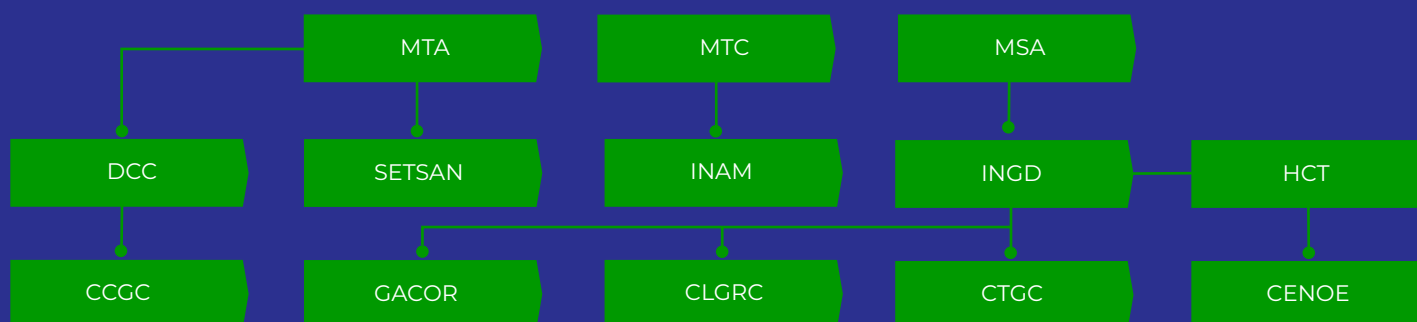 MTA
MTC
MSA
DCC
SETSAN
INAM
INGD
HCT
CCGC
GACOR
CLGRC
CTGC
CENOE